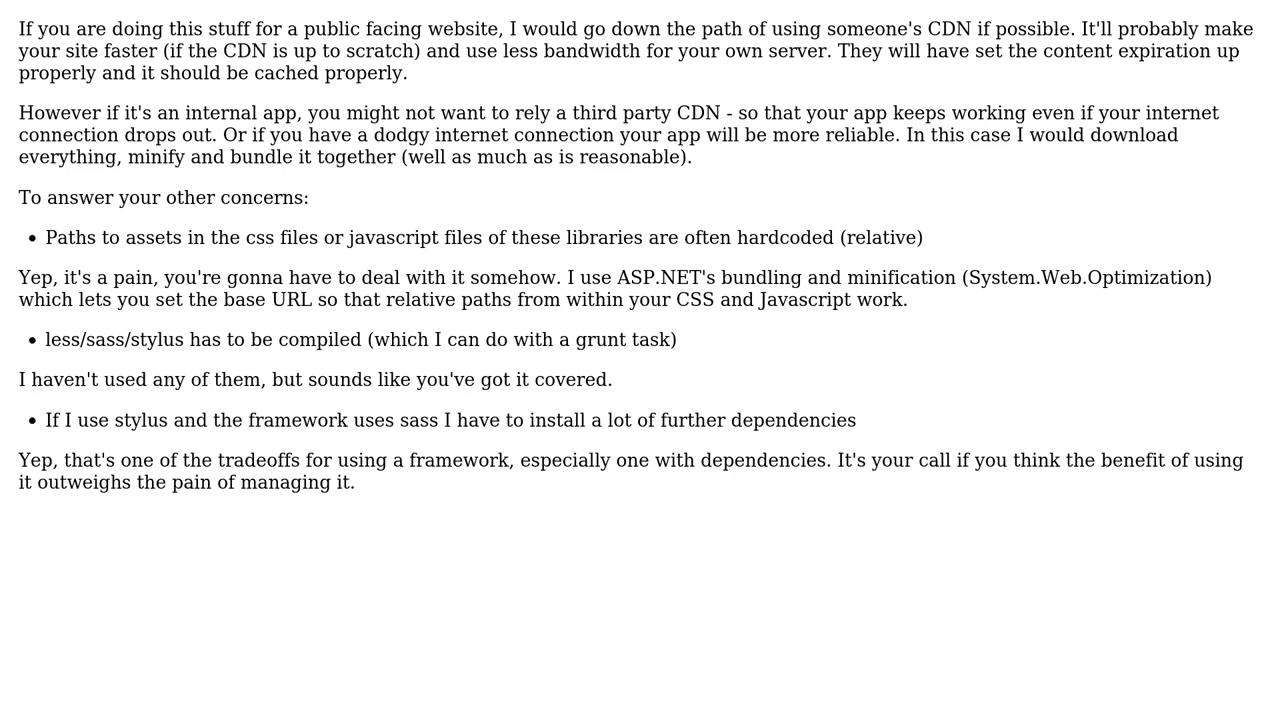 If you are doing this stuff for a public facing website, I would go down the path of using someone's CDN if possible. It'll probably make
your site faster (if the CDN is up to scratch) and use less bandwidth for your own server. They will have set the content expiration up
properly and it should be cached properly.
However if it's an internal app, you might not want to rely a third party CDN - so that your app keeps working even if your internet
connection drops out. Or if you have a dodgy internet connection your app will be more reliable. In this case I would download
everything, minify and bundle it together (well as much as is reasonable).
To answer your other concerns:
• Paths to assets in the css files or javascript files of these libraries are often hardcoded (relative)
Yep, it's a pain, you're gonna have to deal with it somehow. I use ASP.NET's bundling and minification (System.Web.Optimization)
which lets you set the base URL so that relative paths from within your CSS and Javascript work.
• less/sass/stylus has to be compiled (which I can do with a grunt task)
I haven't used any of them, but sounds like you've got it covered.
• If I use stylus and the framework uses sass I have to install a lot of further dependencies
Yep, that's one of the tradeoffs for using a framework, especially one with dependencies. It's your call if you think the benefit of using
it outweighs the pain of managing it.